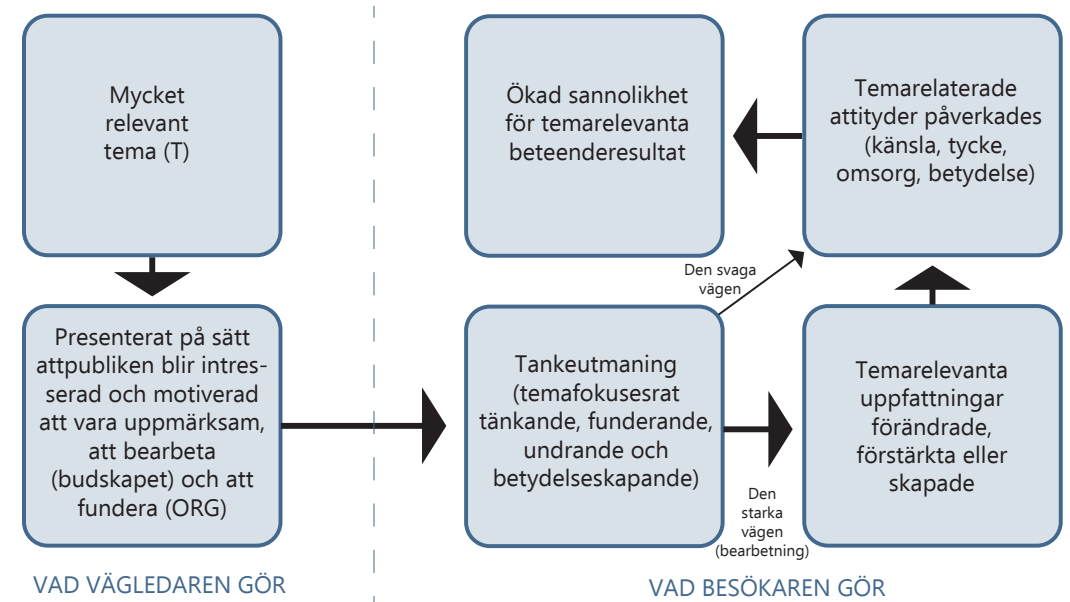 Mycket
relevant
tema (T)
Presenterat på sätt
attpubliken blir intres-
serad och motiverad
att vara uppmärksam,
att bearbeta
(budskapet) och att
fundera (ORG)
VAD VÄGLEDAREN GÖR
Tankeutmaning
(temafokusesrat
tänkande, funderande,
undrande och
betydelseskapande)
Den svaga
vägen
Den
starka
vägen
(bearbetning)
Temarelevanta
uppfattningar
förändrade,
förstärkta eller
skapade
Temarelaterade
attityder påverkades
(känsla, tycke,
omsorg, betydelse)
Ökad sannolikhet
för temarelevanta
beteenderesultat
VAD BESÖKAREN GÖR